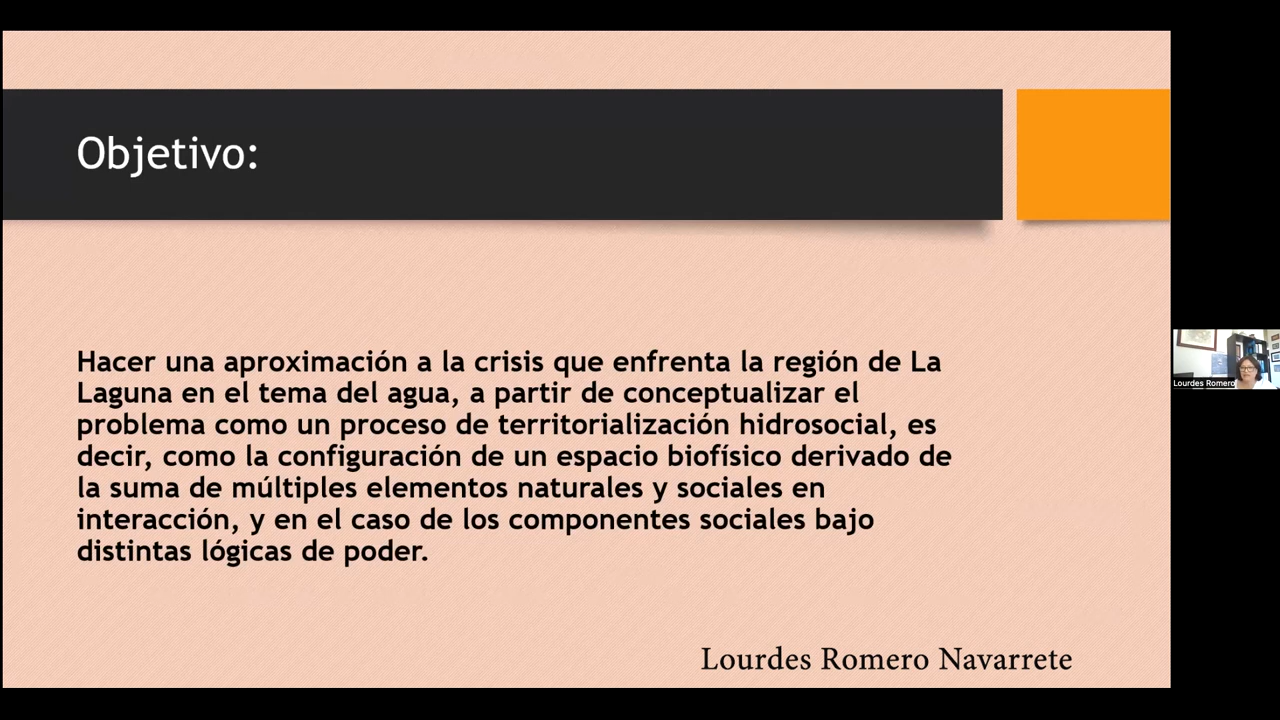 Objetivo:
Hacer una aproximación a la crisis que enfrenta la región de La
Laguna en el tema del agua, a partir de conceptualizar el
problema como un proceso de territorialización hidrosocial, es
decir, como la configuración de un espacio biofísico derivado de
la suma de múltiples elementos naturales y sociales en
interacción, y en el caso de los componentes sociales bajo
distintas lógicas de poder.
Lourdes Romero Navarrete
Lourdes Romero